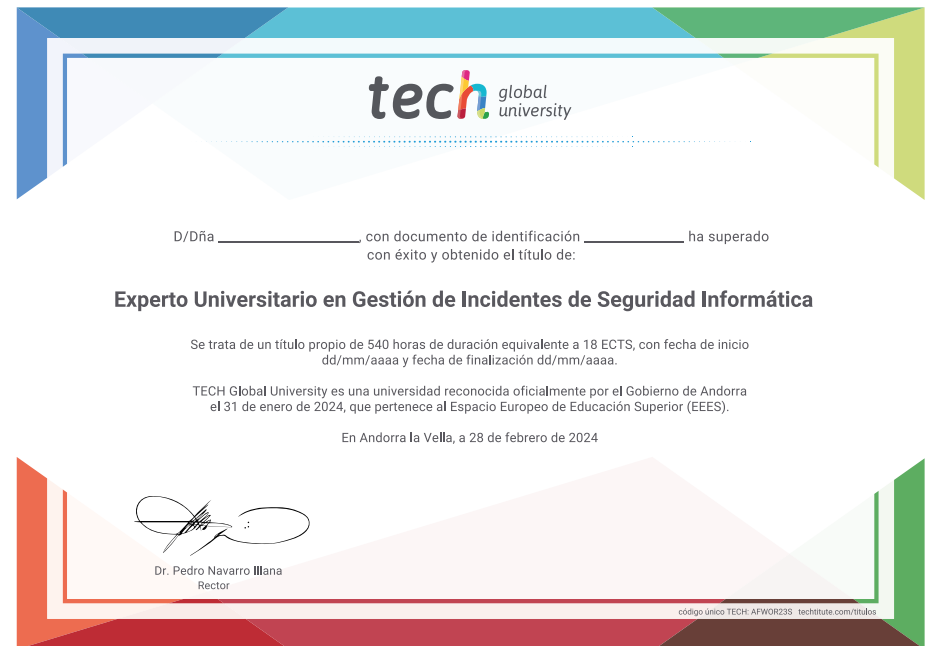 tech global university
D/Dña ____________________, con documento de identificación ______________ ha superado
con éxito y obtenido el título de:
Experto Universitario en Gestión de Incidentes de Seguridad Informática
Se trata de un título propio de 540 horas de duración equivalente a 18 ECTS, con fecha de inicio
dd/mm/aaaa y fecha de finalización dd/mm/aaaa.
TECH Global University es una universidad reconocida oficialmente por el Gobierno de Andorra
el 31 de enero de 2024, que pertenece al Espacio Europeo de Educación Superior (EEES).
En Andorra la Vella, a 28 de febrero de 2024
Dr. Pedro Navarro Illana
Rector
código único TECH: AFWOR23S techtitute.com/titulos